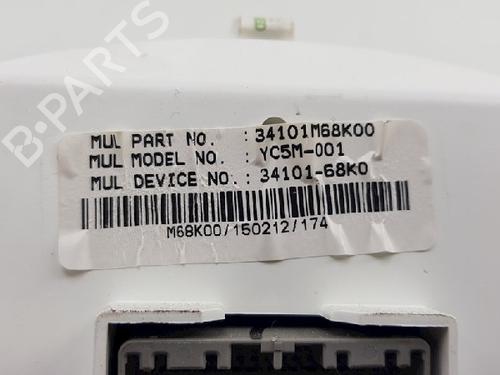 B-PARTS
MUL PART NO. : 34101M68K00
MUL MODEL NO. : YC5M-001
MUL DEVICE NO. : 34101-68K0
M68K00/150212/174